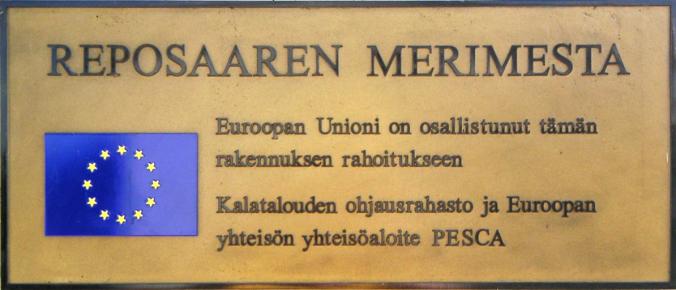 REPOSAAREN MERIMESTA
Euroopan Unioni on osallistunut tämän
rakennuksen rahoitukseen
Kalatalouden ohjausrahasto ja Euroopan
yhteisön yhteisöaloite PESCA